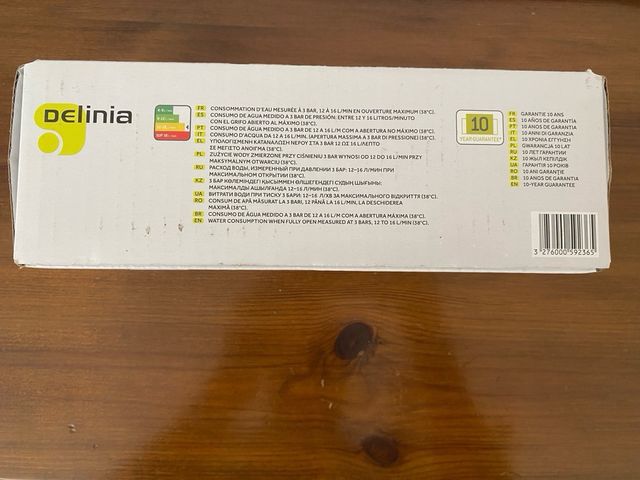 Delinia
FR CONSOMMATION D'EAU MESURÉE À 3 BAR, 12 À 16 L/MIN EN OUVERTURE MAXIMUM (38°C).
ES CONSUMO DE AGUA MEDIDO A 3 BAR DE PRESIÓN: ENTRE 12 Y 16 LITROS/MINUTO
CON EL GRIFO ABIERTO AL MÁXIMO (38°C).
PT CONSUMO DE ÁGUA MEDIDO A 3 BAR DE 12 A 16 L/M COM A ABERTURA NO MÁXIMO (38°C).
IT CONSUMO D'ACQUA DA 12 A 16 L/MIN. (APERTURA MASSIMA A 3 BAR DI PRESSIONE) (38°C).
EL ΥΠΟΛΟΓΙΣΜΕΝΗ ΚΑΤΑΝΑΛΩΣΗ ΝΕΡΟΥ ΣΤΑ 3 BAR 12 ΩΣ 16 L/ΛΕΠΤΟ
ΣΕ ΜΕΓΙΣΤΟ ΑΝΟΙΓΜΑ (38°C).
PL ZUŻYCIE WODY ZMIERZONE PRZY CIŚNIENIU 3 BAR WYNOSI OD 12 DO 16 L/MIN PRZY
MAKSYMALNYM OTWARCIU (38°C).
RU РАСХОД ВОДЫ, ИЗМЕРЕННЫЙ ПРИ ДАВЛЕНИИ 3 БАР: 12–16 Л/МИН ПРИ
МАКСИМАЛЬНОМ ОТКРЫТИИ (38°C).
KZ 3 БАР КӨЛЕМІНДЕГІ ҚЫСЫММЕН ӨЛШЕГЕНДЕГІ СУДЫҢ ШЫҒЫМЫ:
МАКСИМАЛДЫ АШЫЛҒАНДА 12–16 Л/МИН (38°C).
UA ВИТРАТИ ВОДИ ПРИ ТИСКУ 3 БАРИ: 12–16 Л/ХВ ЗА МАКСИМАЛЬНОГО ВІДКРИТТЯ (38°C).
RO CONSUM DE APĂ MĂSURAT LA 3 BARI, 12 PÂNĂ LA 16 L/MIN, LA DESCHIDEREA
MAXIMĂ (38°C).
BR CONSUMO DE ÁGUA MEDIDO A 3 BAR DE 12 A 16 L/M COM A ABERTURA MÁXIMA (38°C).
EN WATER CONSUMPTION WHEN FULLY OPEN MEASURED AT 3 BARS, 12 TO 16 L/MIN (38°C).
10
YEAR GUARANTEE*
FR GARANTIE 10 ANS
ES 10 AÑOS DE GARANTÍA
PT 10 ANOS DE GARANTIA
IT 10 ANNI DI GARANZIA
EL 10 ΧΡΟΝΙΑ ΕΓΓΥΗΣΗ
PL GWARANCJA 10 LAT
RU 10 ЛЕТ ГАРАНТИИ
KZ 10 ЖЫЛ КЕПІЛДІК
UA ГАРАНТІЯ 10 РОКІВ
RO 10 ANI GARANȚIE
BR 10 ANOS DE GARANTIA
EN 10-YEAR GUARANTEE
3 276000 592365